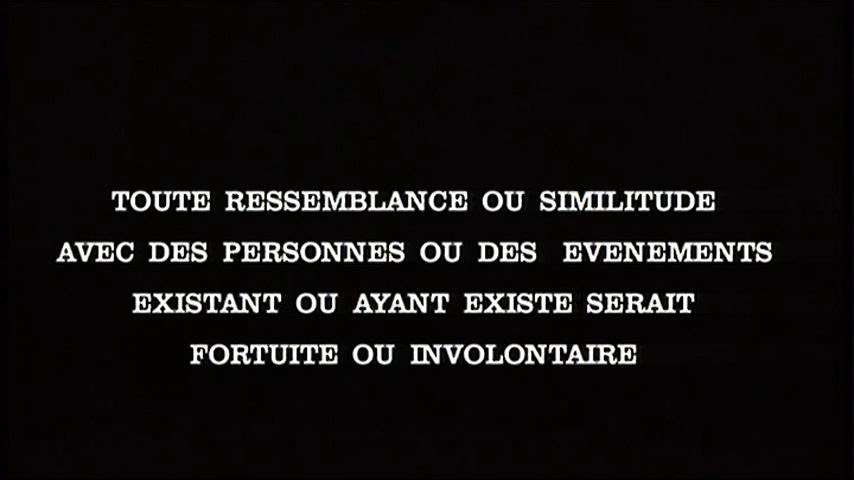 TOUTE RESSEMBLANCE OU SIMILITUDE
AVEC DES PERSONNES OU DES EVENEMENTS
EXISTANT OU AYANT EXISTE SERAIT
FORTUITE OU INVOLONTAIRE